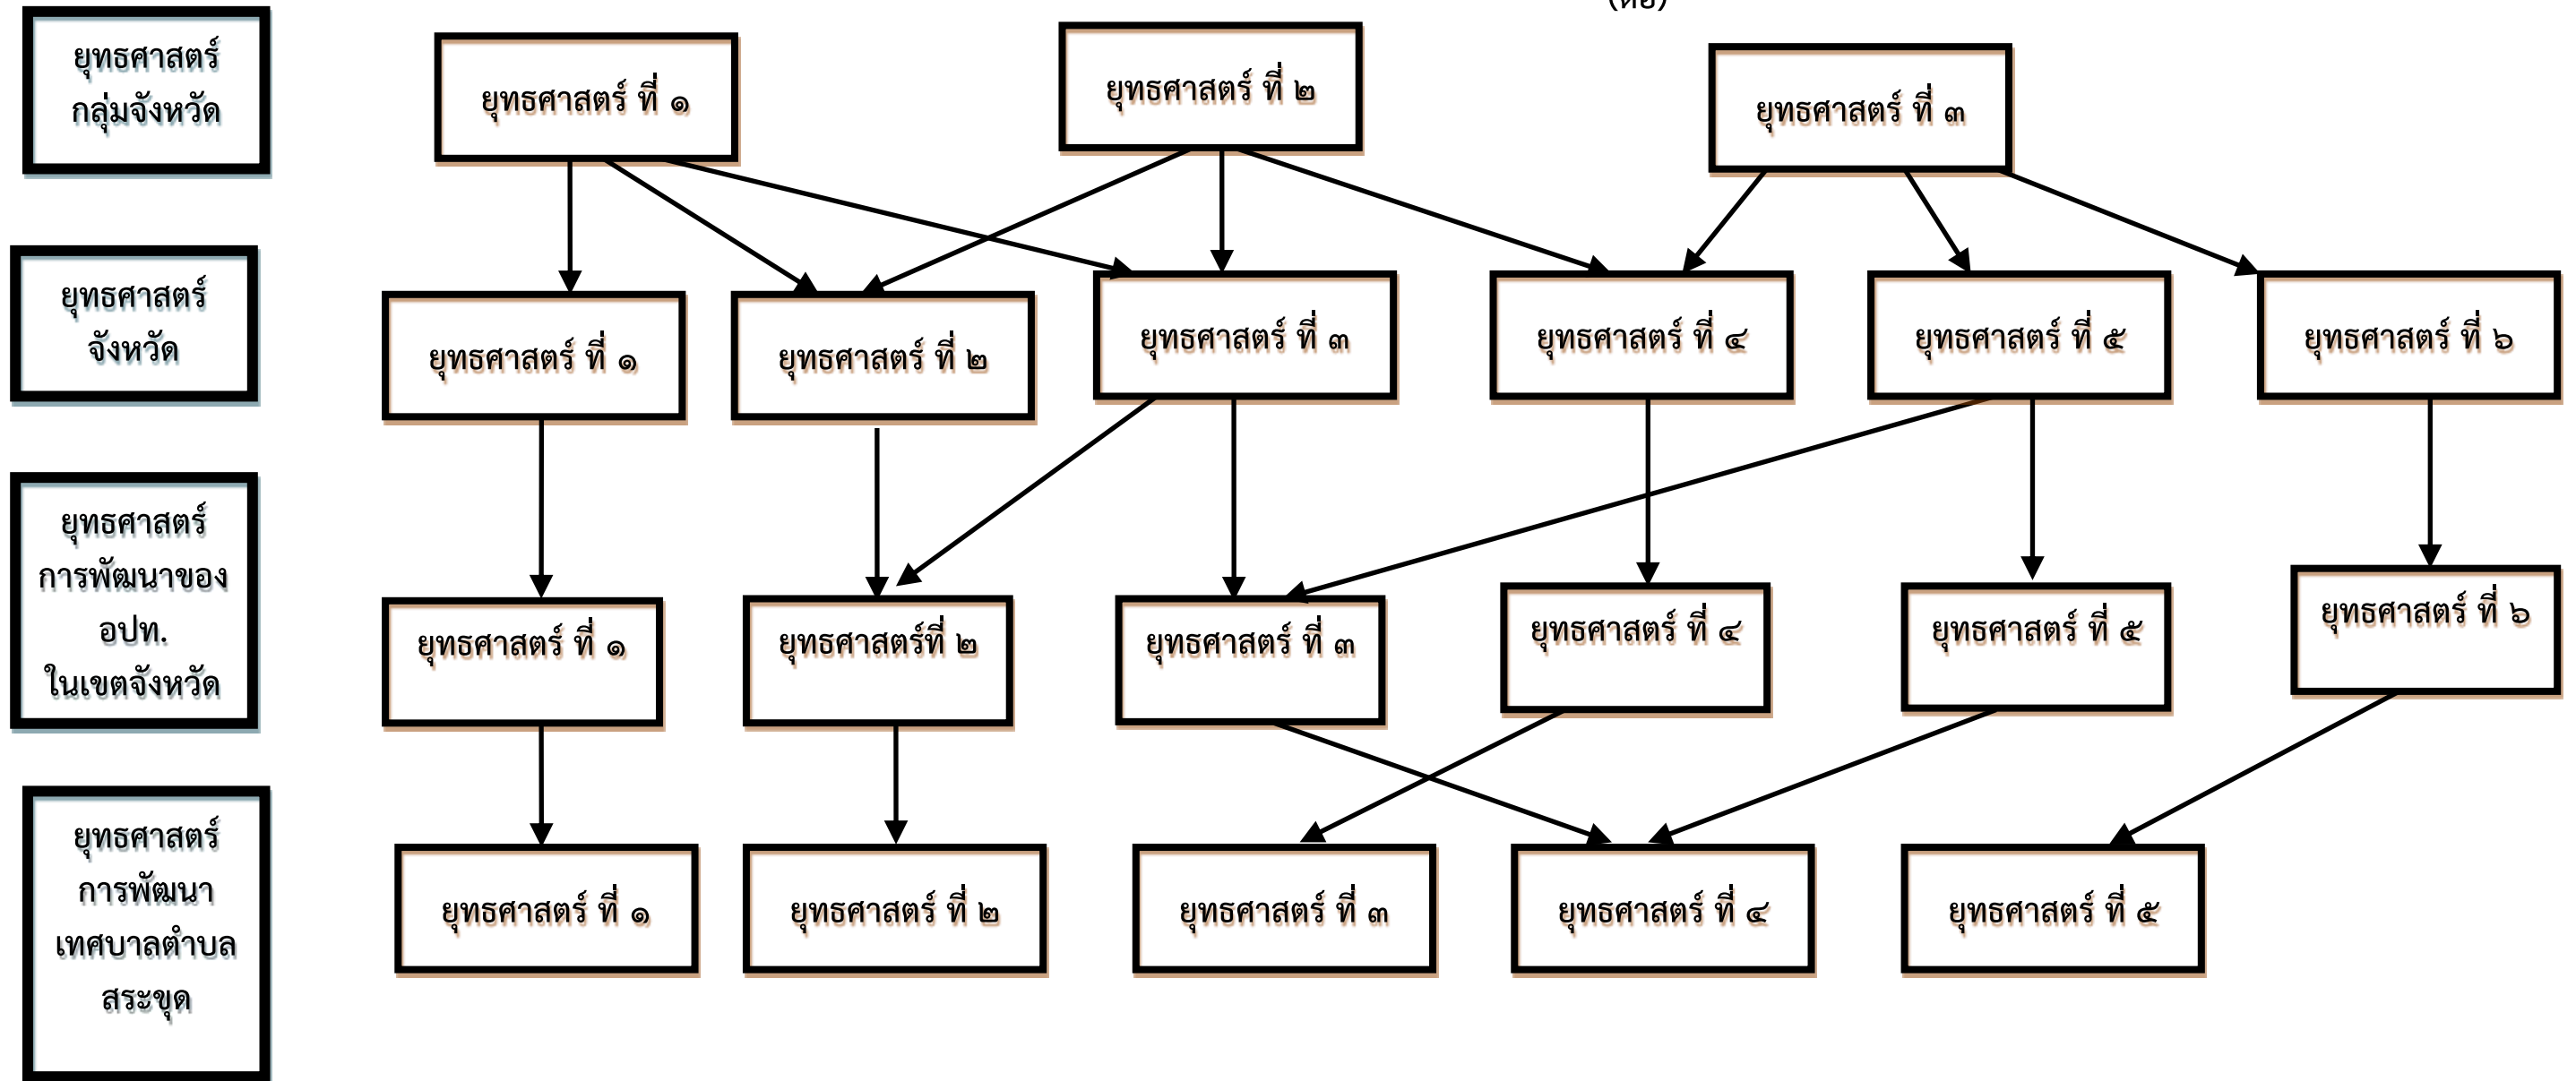 (ต่อ)
ยุทธศาสตร์
กลุ่มจังหวัด
ยุทธศาสตร์ ที่ ๑
ยุทธศาสตร์ ที่ ๒
ยุทธศาสตร์ ที่ ๓
ยุทธศาสตร์
จังหวัด
ยุทธศาสตร์ ที่ ๑
ยุทธศาสตร์ ที่ ๒
ยุทธศาสตร์ ที่ ๓
ยุทธศาสตร์ ที่ ๔
ยุทธศาสตร์ ที่ ๕
ยุทธศาสตร์ ที่ ๖
ยุทธศาสตร์
การพัฒนาของ
อปท.
ในเขตจังหวัด
ยุทธศาสตร์ ที่ ๑
ยุทธศาสตร์ที่ ๒
ยุทธศาสตร์ ที่ ๓
ยุทธศาสตร์ ที่ ๔
ยุทธศาสตร์ ที่ ๕
ยุทธศาสตร์ ที่ ๖
ยุทธศาสตร์
การพัฒนา
เทศบาลตำบล
สระขุด
ยุทธศาสตร์ ที่ ๑
ยุทธศาสตร์ ที่ ๒
ยุทธศาสตร์ ที่ ๓
ยุทธศาสตร์ ที่ ๔
ยุทธศาสตร์ ที่ ๕